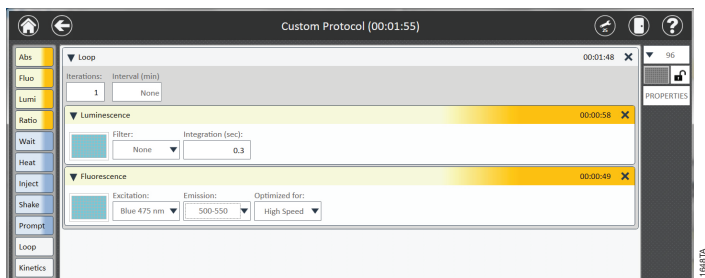 Custom Protocol (00:01:55)
Abs
Fluo
Lumi
Ratio
Wait
Heat
Inject
Shake
Prompt
Loop
Kinetics
Loop 00:01:48
Iterations: Interval (min)
1 None
Luminescence 00:00:58
Filter: Integration (sec):
None 0.3
Fluorescence 00:00:49
Excitation: Emission: Optimized for:
Blue 475 nm 500-550 High Speed
96
PROPERTIES
1648TA